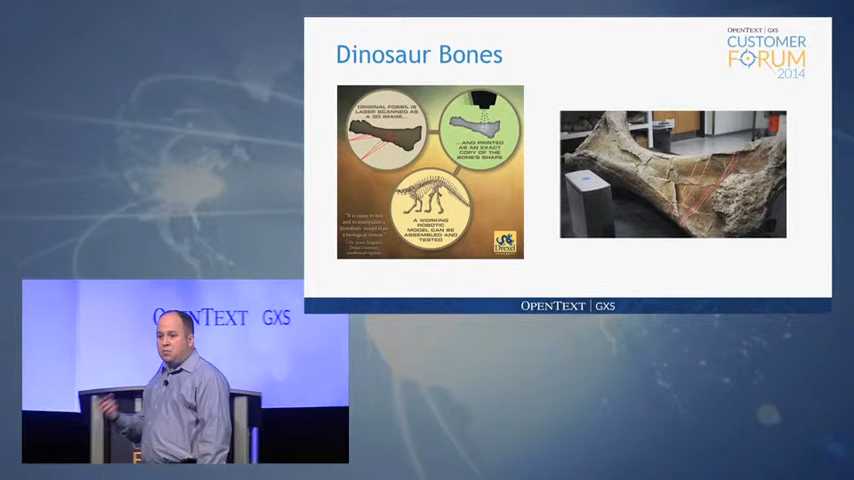 Dinosaur Bones
OPENTEXT | GXS
CUSTOMER
FORUM
2014
ORIGINAL FOSSIL IS
LASER SCANNED AS
A 3D IMAGE...
...AND PRINTED
AS AN EXACT
COPY OF THE
BONE'S SHAPE
A WORKING
ROBOTIC
MODEL CAN BE
ASSEMBLED AND
TESTED
Drexel
OPENTEXT | GXS
OPENTEXT GXS
F